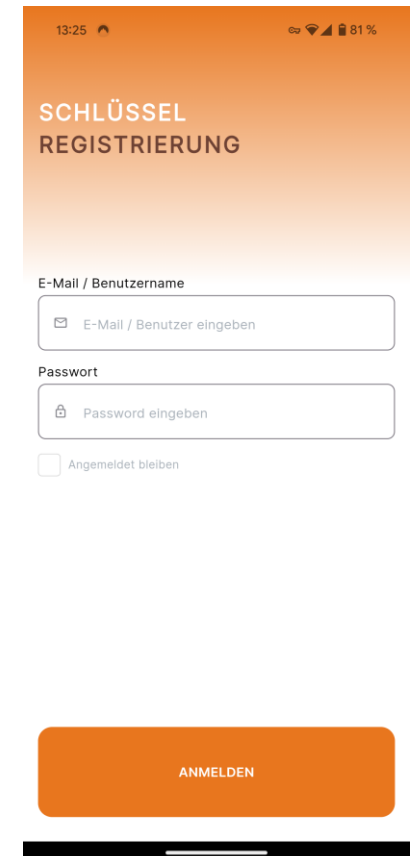 13:25 81 %
SCHLÜSSEL
REGISTRIERUNG
E-Mail / Benutzername
E-Mail / Benutzer eingeben
Passwort
Password eingeben
Angemeldet bleiben
ANMELDEN